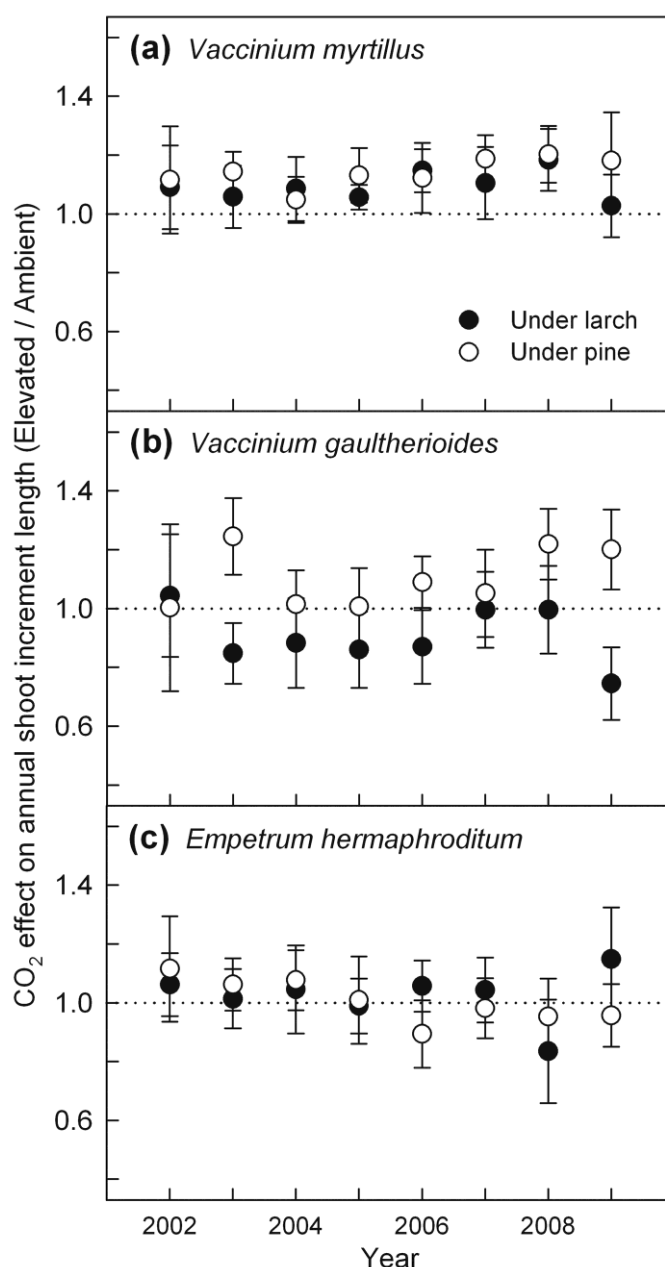 CO₂ effect on annual shoot increment length (Elevated / Ambient)
(a) Vaccinium myrtillus
1.4
1.0
0.6
Under larch
Under pine
(b) Vaccinium gaultherioides
1.4
1.0
0.6
(c) Empetrum hermaphroditum
1.4
1.0
0.6
2002 2004 2006 2008
Year